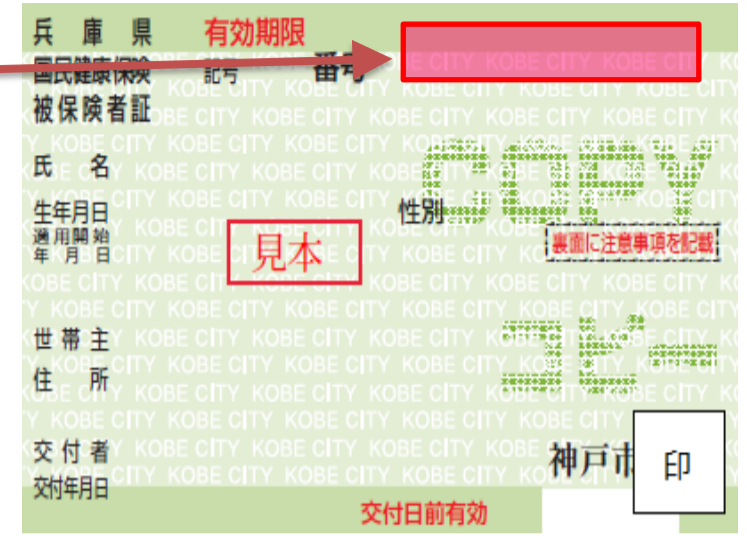 兵庫県 有効期限
国民健康保険 記号 番号
被保険者証
氏名
生年月日 性別
適用開始
年月日
見本
裏面に注意事項を記載
世帯主
住所
交付者 神戸市 印
交付年月日
交付日前有効
COPY
コピー
KOBE CITY